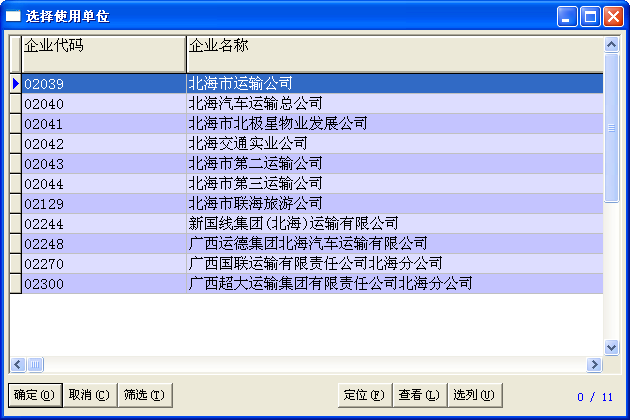 选择使用单位
企业代码 企业名称
02039 北海市运输公司
02040 北海汽车运输总公司
02041 北海市北极星物业发展公司
02042 北海交通实业公司
02043 北海市第二运输公司
02044 北海市第三运输公司
02129 北海市联海旅游公司
02244 新国线集团(北海)运输有限公司
02248 广西运德集团北海汽车运输有限公司
02270 广西国联运输有限责任公司北海分公司
02300 广西超大运输集团有限责任公司北海分公司
确定(O) 取消(C) 筛选(I) 定位(F) 查看(L) 选列(U) 0 / 11